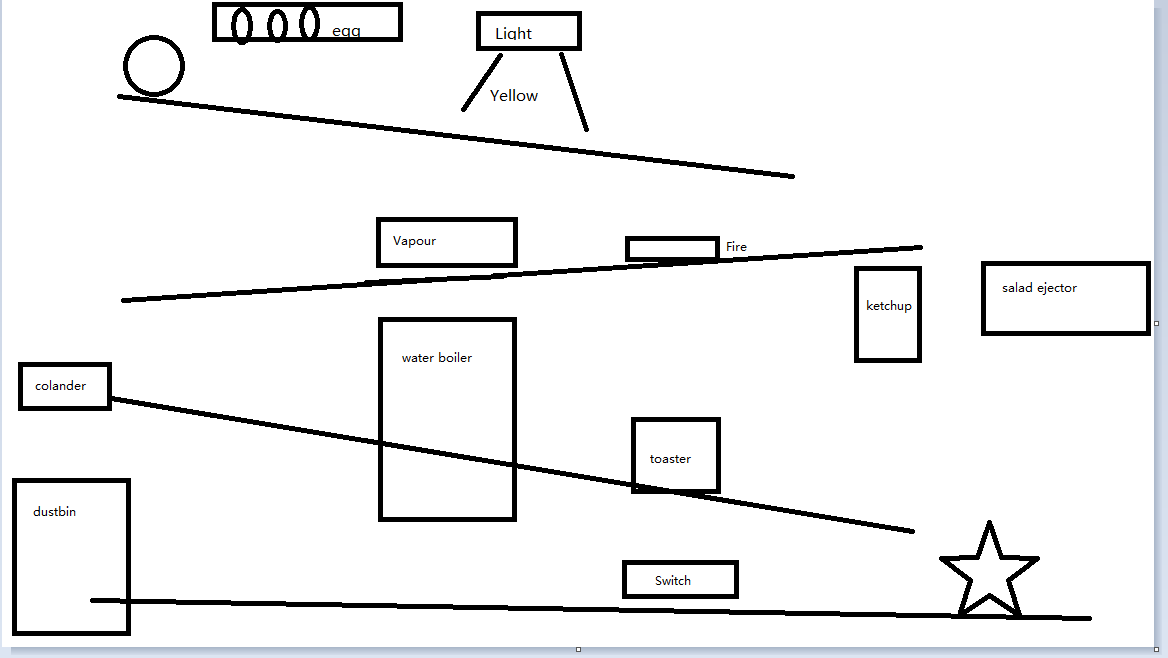 egg
Light
Yellow
Vapour
Fire
salad ejector
ketchup
water boiler
colander
toaster
dustbin
Switch